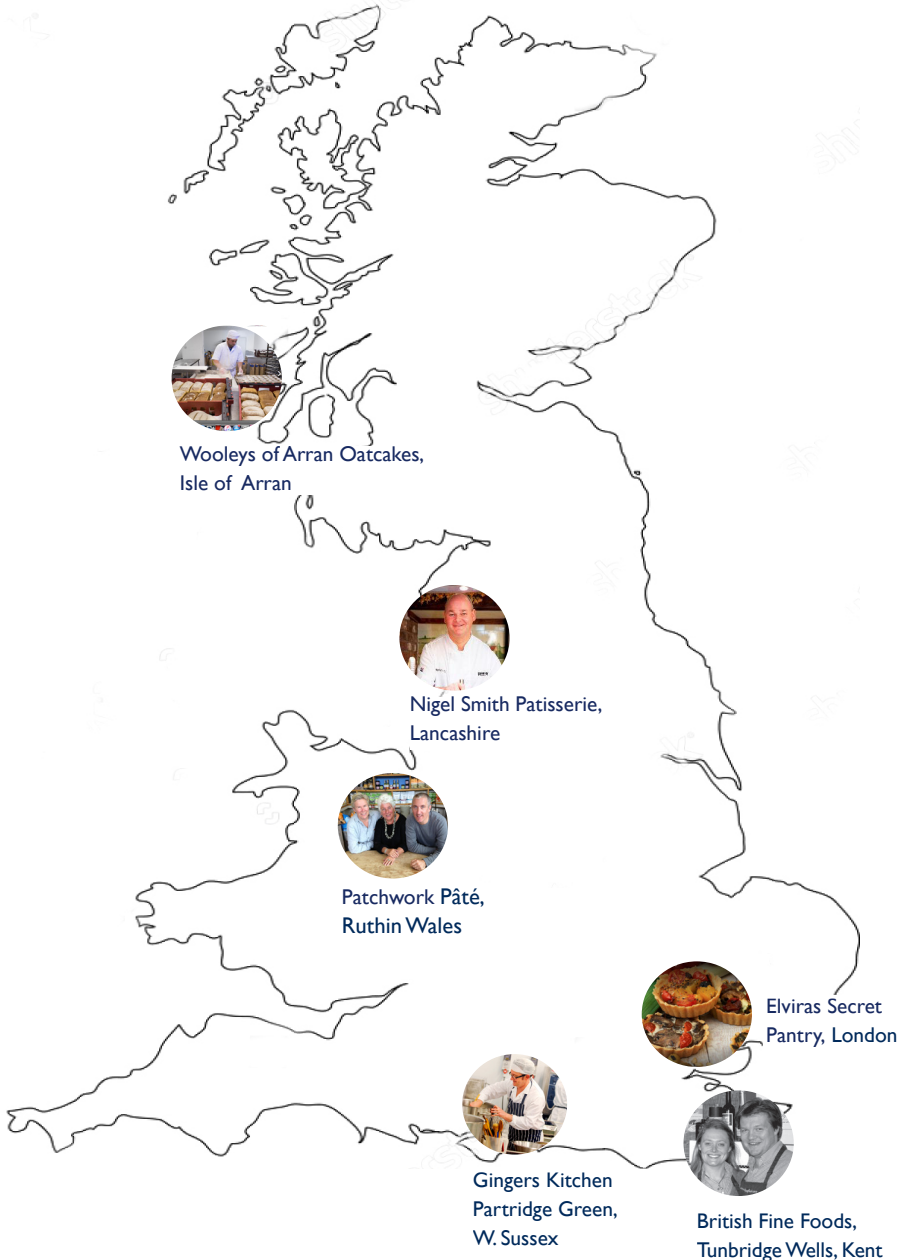 Wooleys of Arran Oatcakes,
Isle of Arran
Nigel Smith Patisserie,
Lancashire
Patchwork Pâté,
Ruthin Wales
Elviras Secret
Pantry, London
Gingers Kitchen
Partridge Green,
W. Sussex
British Fine Foods,
Tunbridge Wells, Kent